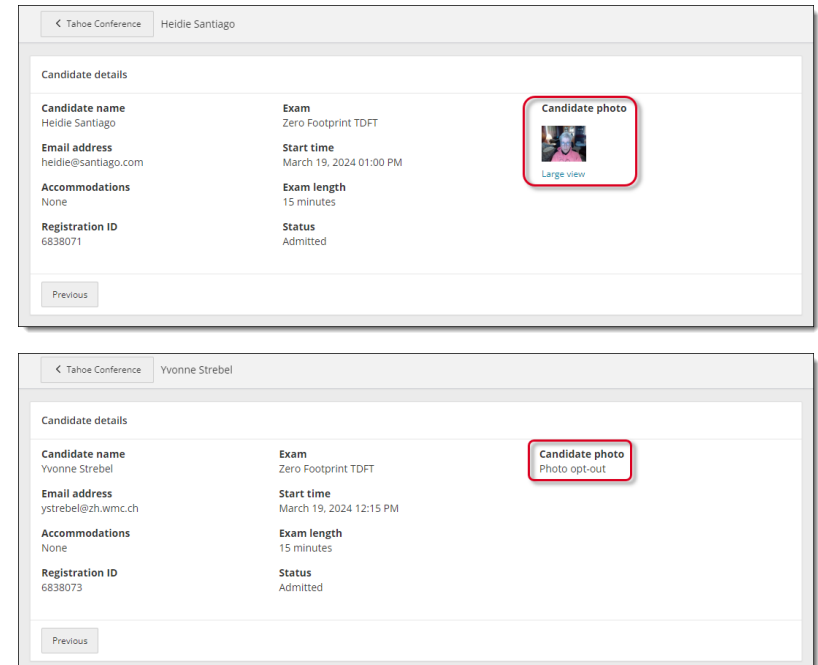 Tahoe Conference Heidie Santiago
Candidate details
Candidate name Exam Candidate photo
Heidie Santiago Zero Footprint TDFT
Email address Start time
heidie@santiago.com March 19, 2024 01:00 PM
Large view
Accommodations Exam length
None 15 minutes
Registration ID Status
6838071 Admitted
Previous
Tahoe Conference Yvonne Strebel
Candidate details
Candidate name Exam Candidate photo
Yvonne Strebel Zero Footprint TDFT Photo opt-out
Email address Start time
ystrebel@zh.wmc.ch March 19, 2024 12:15 PM
Accommodations Exam length
None 15 minutes
Registration ID Status
6838073 Admitted
Previous